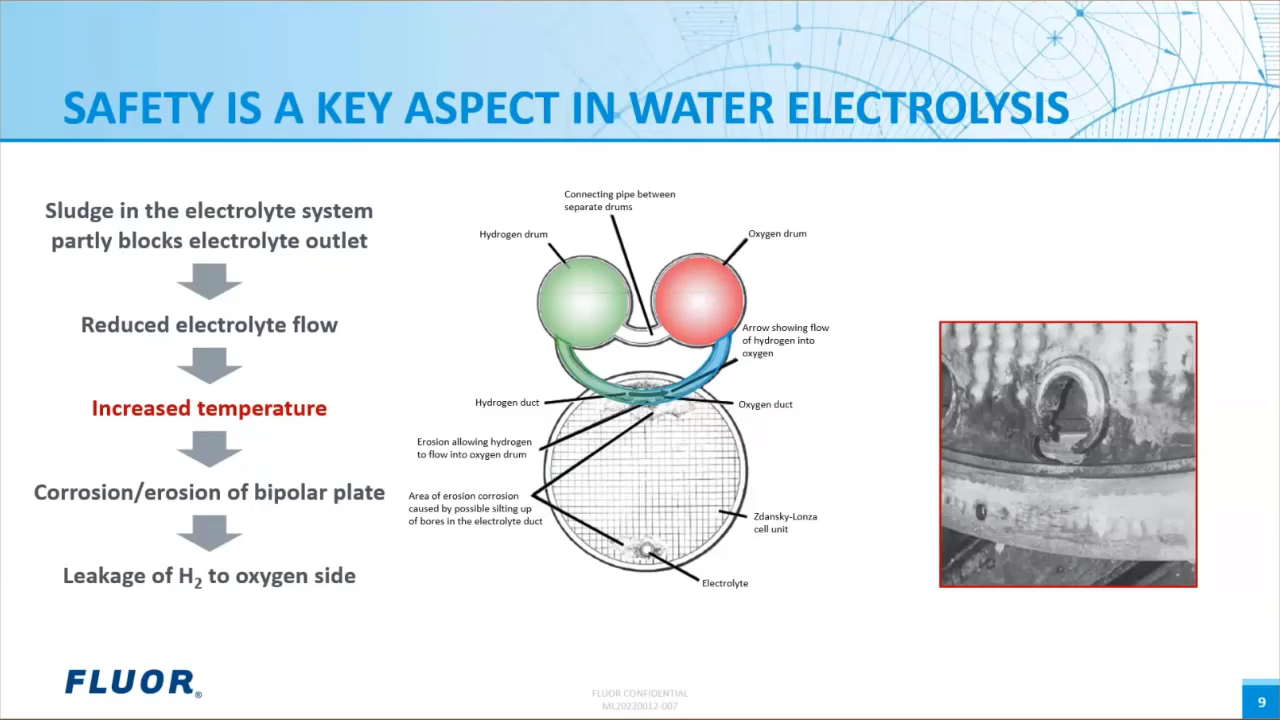 SAFETY IS A KEY ASPECT IN WATER ELECTROLYSIS
Sludge in the electrolyte system
partly blocks electrolyte outlet
Reduced electrolyte flow
Increased temperature
Corrosion/erosion of bipolar plate
Leakage of H₂ to oxygen side
Connecting pipe between
separate drums
Hydrogen drum
Oxygen drum
Arrow showing flow
of hydrogen into
oxygen
Hydrogen duct
Oxygen duct
Erosion allowing hydrogen
to flow into oxygen drum
Area of erosion corrosion
caused by possible silting up
of bores in the electrolyte duct
Zdansky-Lonza
cell unit
Electrolyte
FLUOR®
FLUOR CONFIDENTIAL
ML20220012-007
9